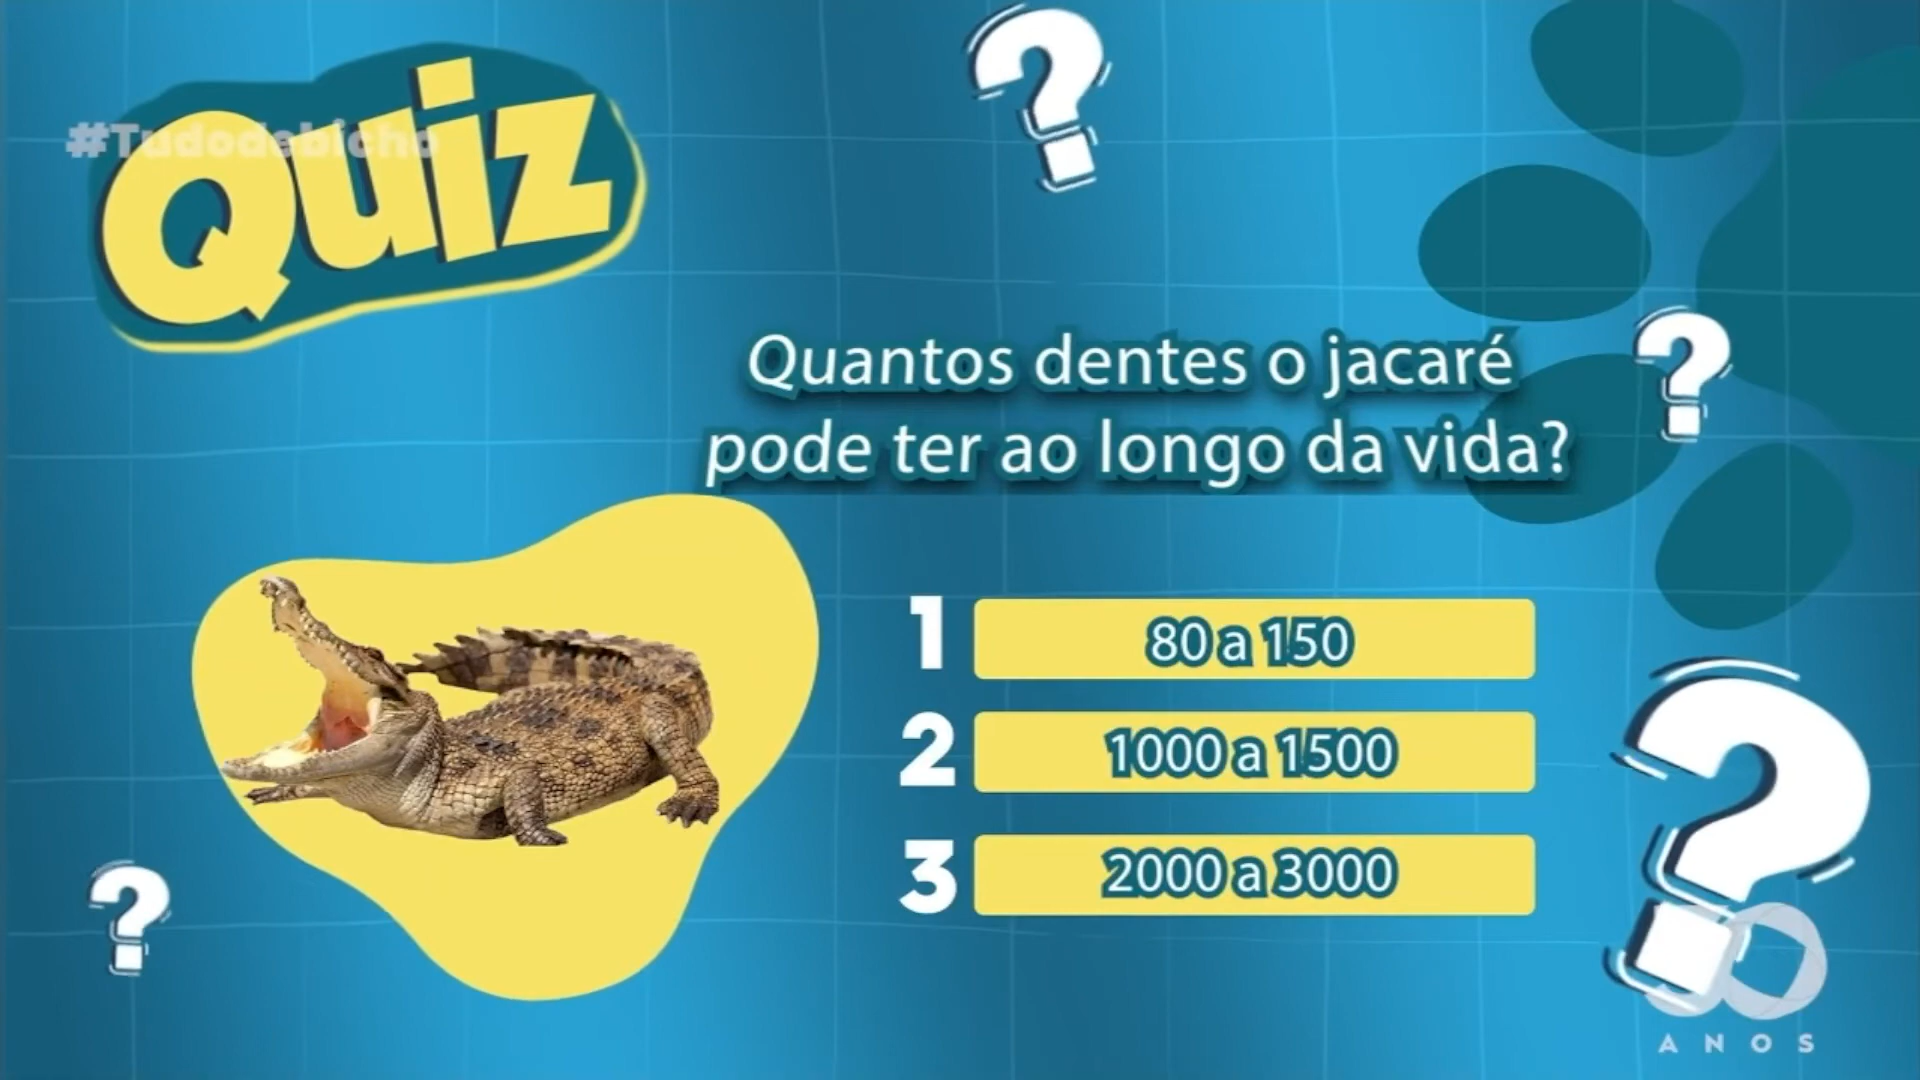 #Tudodebicho
Quiz
Quantos dentes o jacaré
pode ter ao longo da vida?
1 80 a 150
2 1000 a 1500
3 2000 a 3000
ANOS